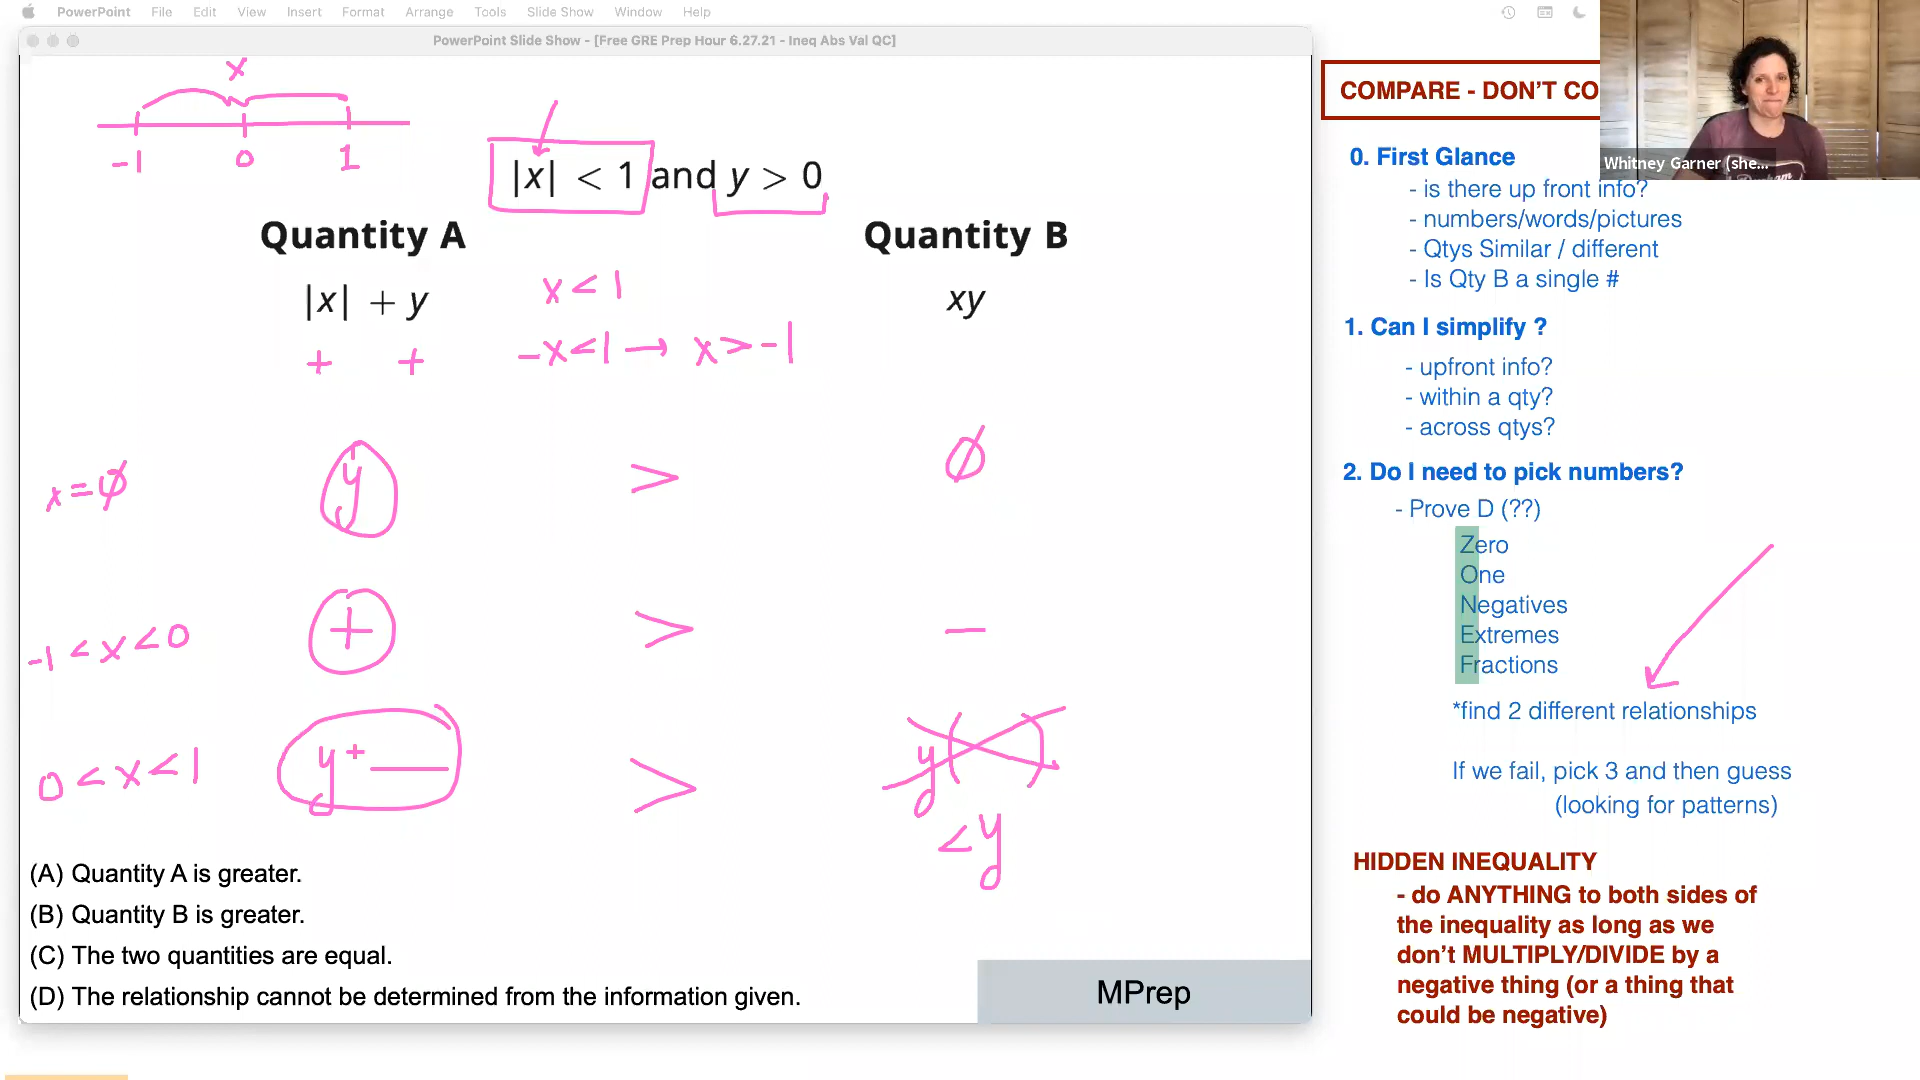 PowerPoint File Edit View Insert Format Arrange Tools Slide Show Window Help
PowerPoint Slide Show - [Free GRE Prep Hour 6.27.21 - Ineq Abs Val QC]
x
-1 0 1
|x| < 1 and y > 0
Quantity A Quantity B
|x| + y xy
+ +
x < 1
-x < 1 → x > -1
x = 0 y > 0
-1 < x < 0 + > -
0 < x < 1 y + __ > y( )
< y
(A) Quantity A is greater.
(B) Quantity B is greater.
(C) The two quantities are equal.
(D) The relationship cannot be determined from the information given.
MPrep
COMPARE - DON'T CO
Whitney Garner (she...
0. First Glance
- is there up front info?
- numbers/words/pictures
- Qtys Similar / different
- Is Qty B a single #
1. Can I simplify ?
- upfront info?
- within a qty?
- across qtys?
2. Do I need to pick numbers?
- Prove D (??)
Zero
One
Negatives
Extremes
Fractions
*find 2 different relationships
If we fail, pick 3 and then guess
(looking for patterns)
HIDDEN INEQUALITY
- do ANYTHING to both sides of
the inequality as long as we
don't MULTIPLY/DIVIDE by a
negative thing (or a thing that
could be negative)